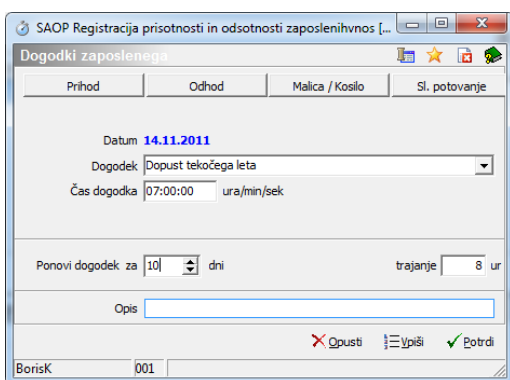 SAOP Registracija prisotnosti in odsotnosti zaposlenihvnos [...
Dogodki zaposlenega
Prihod Odhod Malica / Kosilo Sl. potovanje
Datum 14.11.2011
Dogodek Dopust tekočega leta
Čas dogodka 07:00:00 ura/min/sek
Ponovi dogodek za 10 dni trajanje 8 ur
Opis
Opusti Vpiši Potrdi
BorisK 001